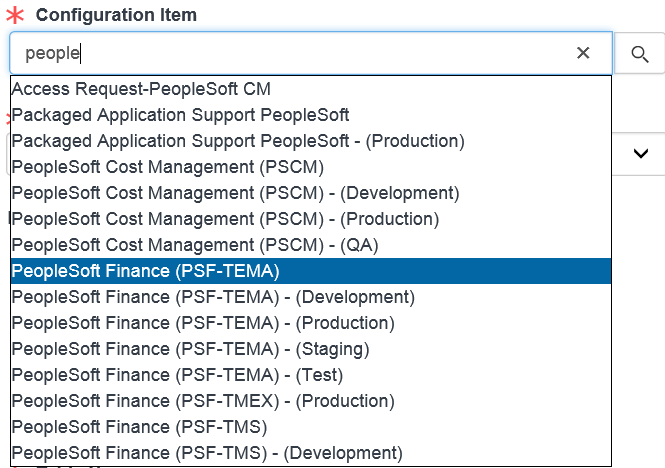 * Configuration Item
people
Access Request-PeopleSoft CM
Packaged Application Support PeopleSoft
Packaged Application Support PeopleSoft - (Production)
PeopleSoft Cost Management (PSCM)
PeopleSoft Cost Management (PSCM) - (Development)
PeopleSoft Cost Management (PSCM) - (Production)
PeopleSoft Cost Management (PSCM) - (QA)
PeopleSoft Finance (PSF-TEMA)
PeopleSoft Finance (PSF-TEMA) - (Development)
PeopleSoft Finance (PSF-TEMA) - (Production)
PeopleSoft Finance (PSF-TEMA) - (Staging)
PeopleSoft Finance (PSF-TEMA) - (Test)
PeopleSoft Finance (PSF-TMEX) - (Production)
PeopleSoft Finance (PSF-TMS)
PeopleSoft Finance (PSF-TMS) - (Development)